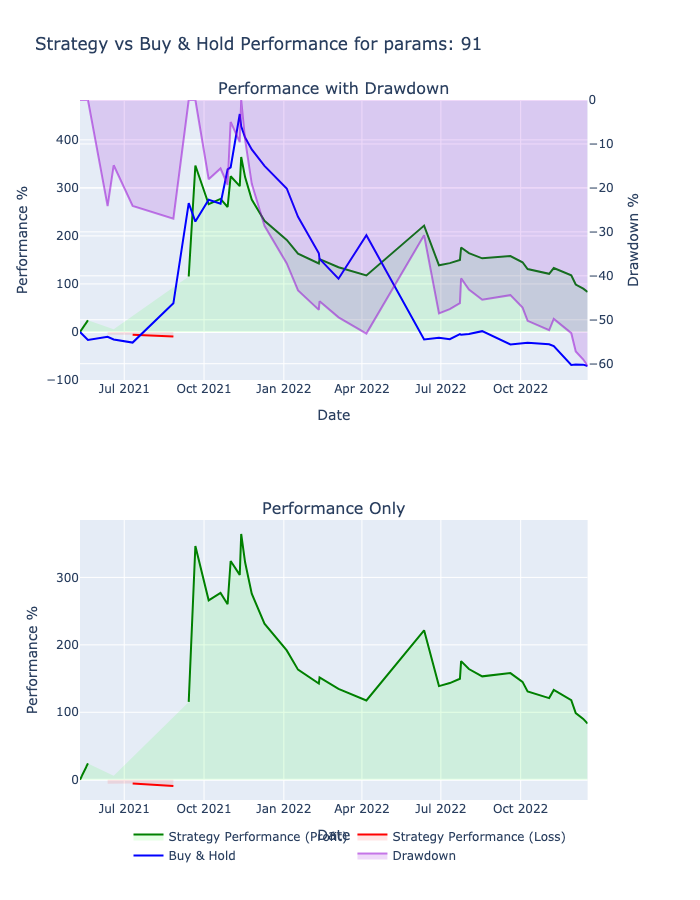 Strategy vs Buy & Hold Performance for params: 91
Performance with Drawdown
400
300
200
100
0
−100
Performance %
0
−10
−20
−30
−40
−50
−60
Drawdown %
Jul 2021 Oct 2021 Jan 2022 Apr 2022 Jul 2022 Oct 2022
Date
Performance Only
300
200
100
0
Performance %
Jul 2021 Oct 2021 Jan 2022 Apr 2022 Jul 2022 Oct 2022
Date
Strategy Performance (Profit) Strategy Performance (Loss)
Buy & Hold Drawdown